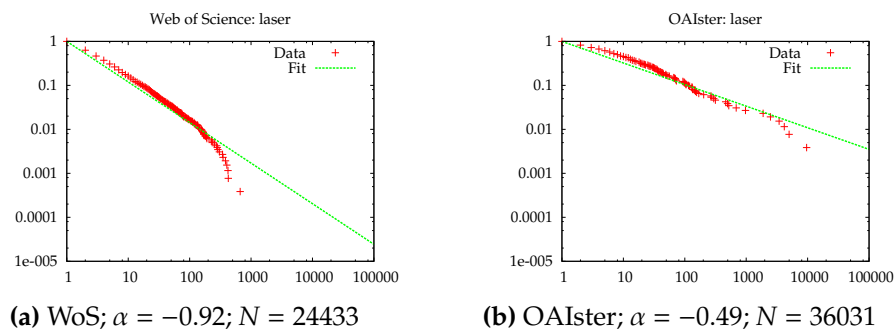 Web of Science: laser
1
0.1
0.01
0.001
0.0001
1e-005
1 10 100 1000 10000 100000
Data
Fit
(a) WoS; α = −0.92; N = 24433
OAIster: laser
1
0.1
0.01
0.001
0.0001
1e-005
1 10 100 1000 10000 100000
Data
Fit
(b) OAIster; α = −0.49; N = 36031